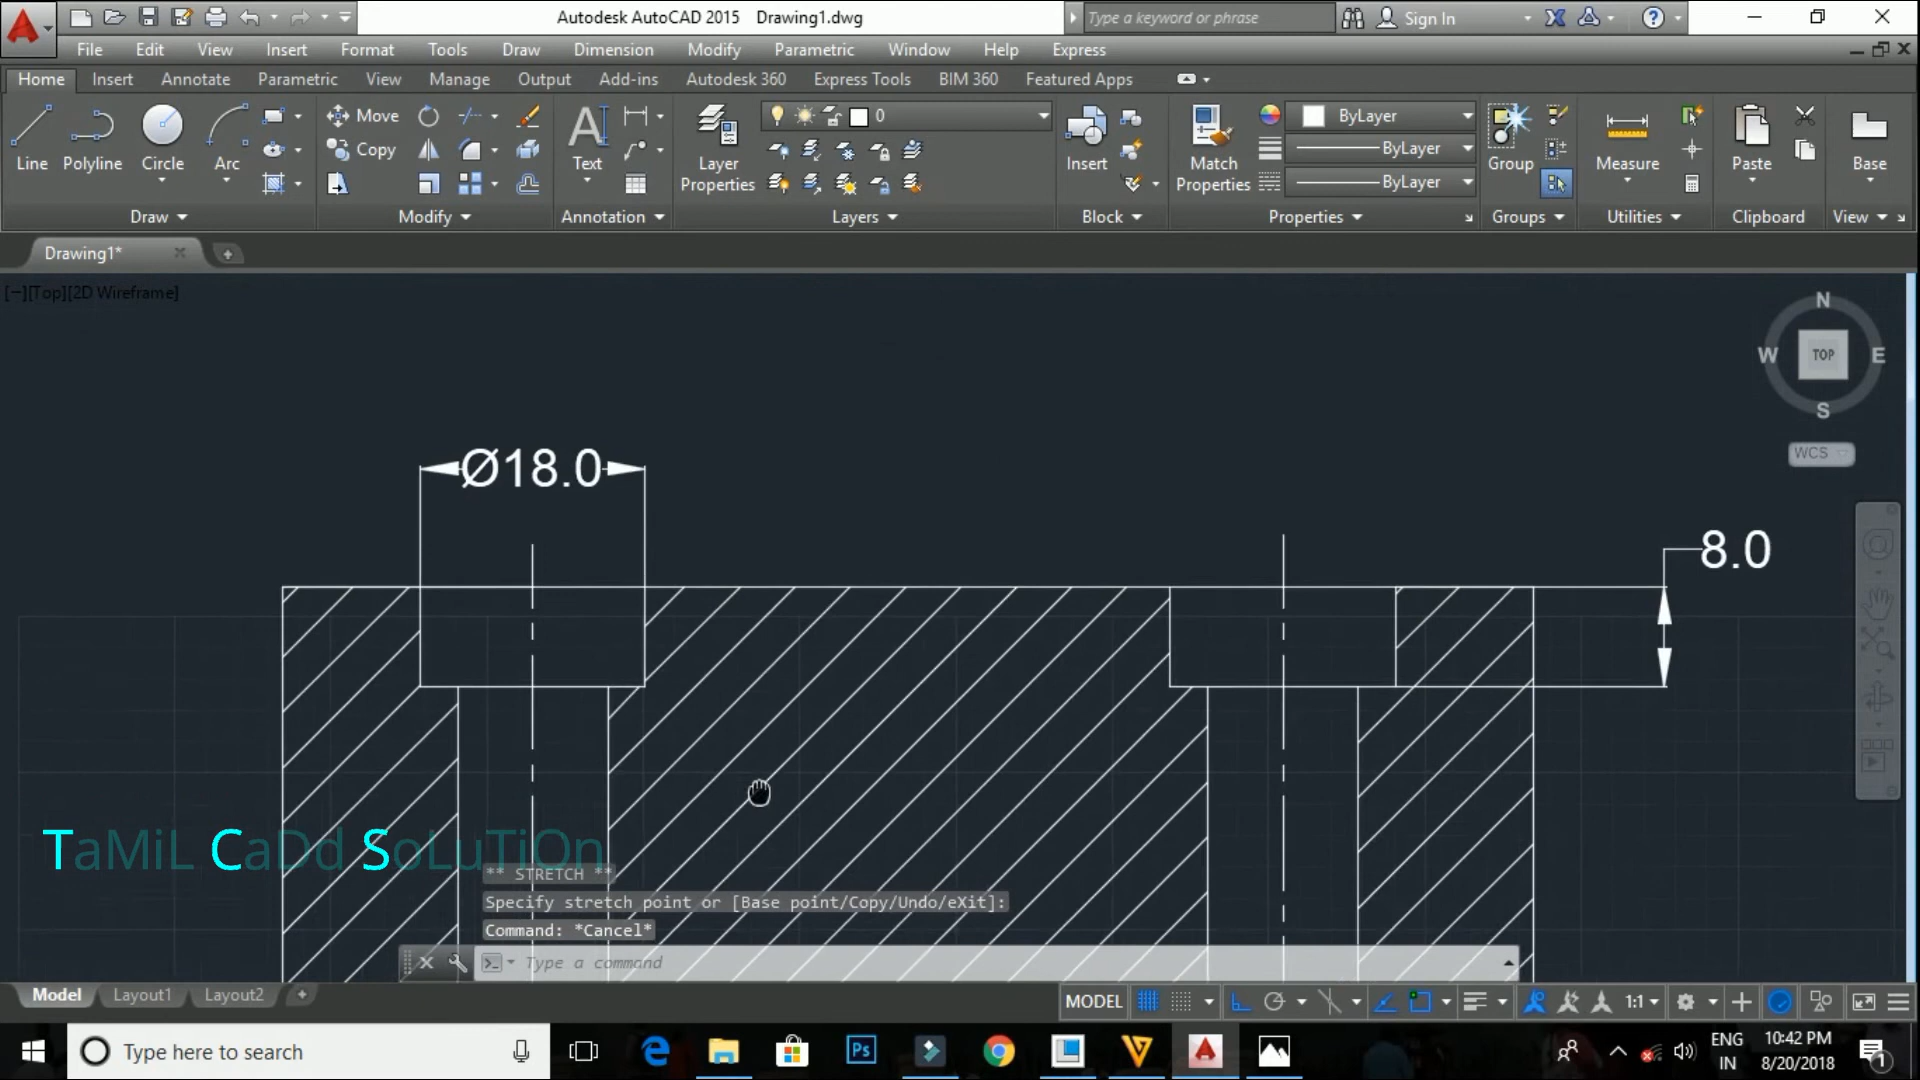 Autodesk AutoCAD 2015 Drawing1.dwg
Type a keyword or phrase
Sign In
File Edit View Insert Format Tools Draw Dimension Modify Parametric Window Help Express
Home Insert Annotate Parametric View Manage Output Add-ins Autodesk 360 Express Tools BIM 360 Featured Apps
Line Polyline Circle Arc
Move
Copy
Text
Layer Properties
0
Insert
Match Properties
ByLayer
ByLayer
ByLayer
Group
Measure
Paste
Base
Draw Modify Annotation Layers Block Properties Groups Utilities Clipboard View
Drawing1*
[−][Top][2D Wireframe]
N
W TOP E
S
WCS
Ø18.0
8.0
TaMiL CaDd SoLuTiOn
** STRETCH **
Specify stretch point or [Base point/Copy/Undo/eXit]:
Command: *Cancel*
Type a command
Model Layout1 Layout2
MODEL
1:1
Type here to search
Ps
ENG
IN
10:42 PM
8/20/2018
1